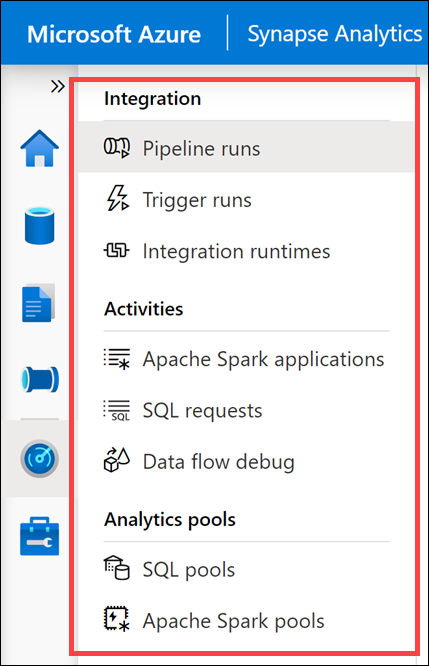 Microsoft Azure | Synapse Analytics
»
Integration
Pipeline runs
Trigger runs
Integration runtimes
Activities
Apache Spark applications
SQL requests
Data flow debug
Analytics pools
SQL pools
Apache Spark pools